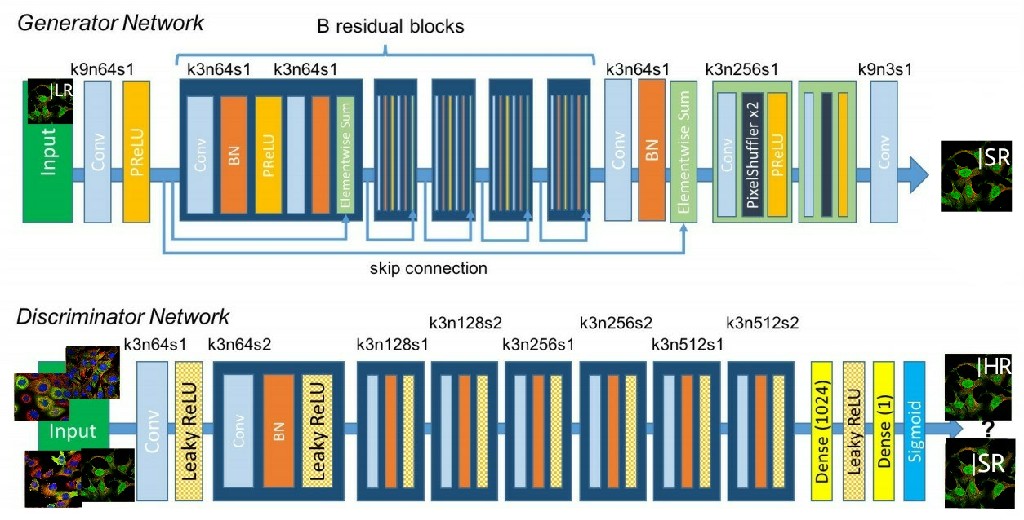 Generator Network
B residual blocks
k9n64s1
k3n64s1
k3n64s1
k3n64s1
k3n256s1
k9n3s1
|LR
Input
Conv
PReLU
Conv
BN
PReLU
Elementwise Sum
Conv
BN
Elementwise Sum
Conv
PixelShuffler x2
PReLU
Conv
|SR
skip connection
Discriminator Network
k3n64s1
k3n64s2
k3n128s1
k3n128s2
k3n256s1
k3n256s2
k3n512s1
k3n512s2
Input
Conv
Leaky ReLU
Conv
BN
Leaky ReLU
Dense (1024)
Leaky ReLU
Dense (1)
Sigmoid
|HR
?
|SR